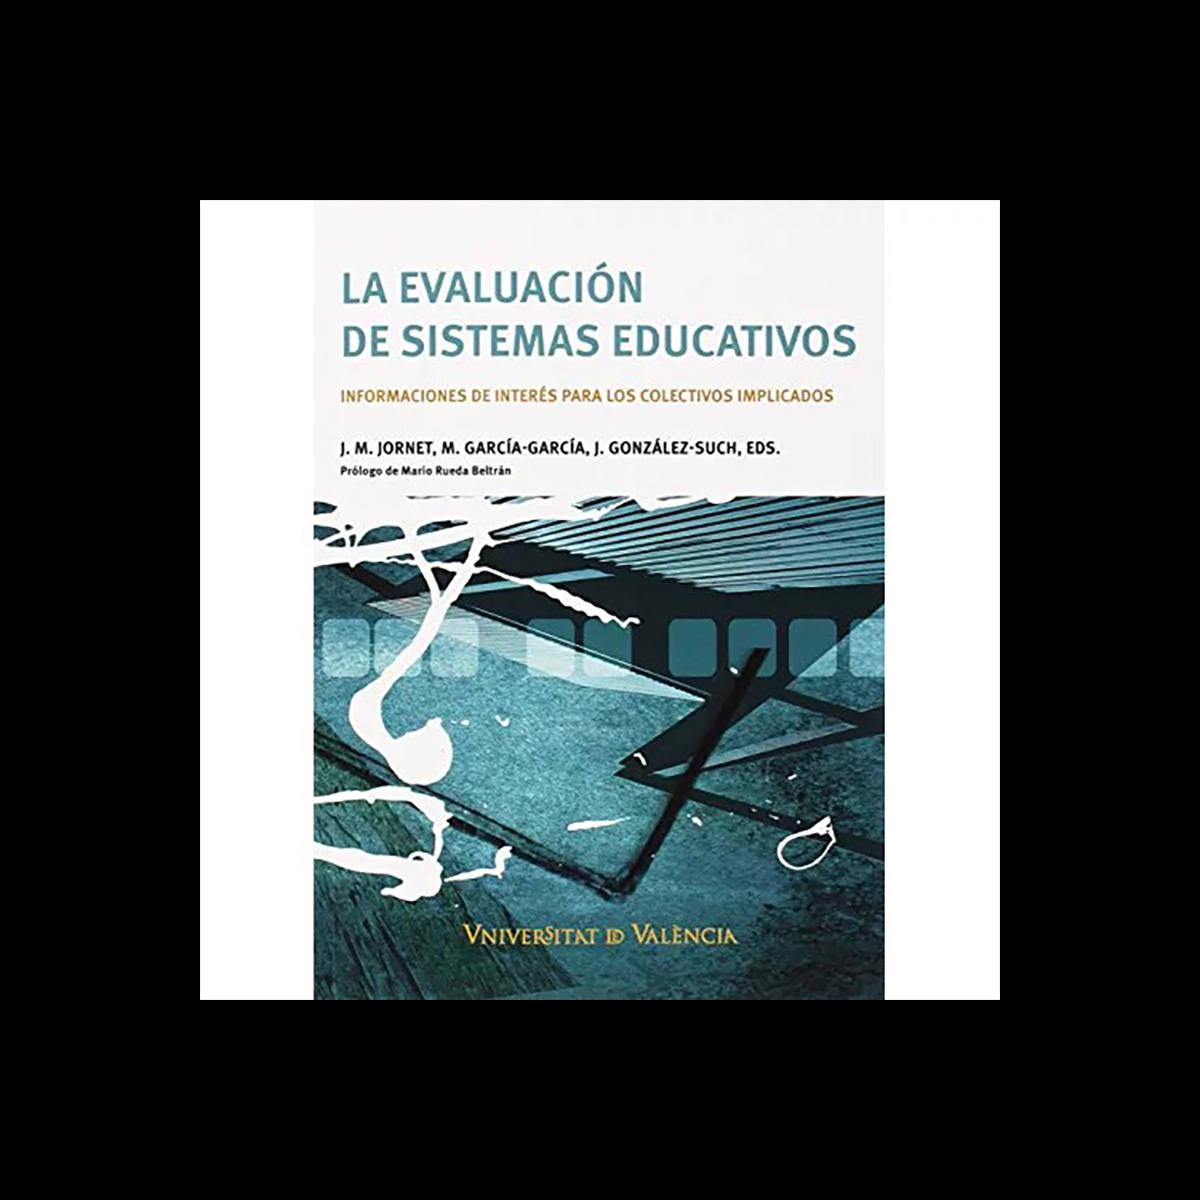 LA EVALUACIÓN
DE SISTEMAS EDUCATIVOS
INFORMACIONES DE INTERÉS PARA LOS COLECTIVOS IMPLICADOS
J. M. JORNET, M. GARCÍA-GARCÍA, J. GONZÁLEZ-SUCH, EDS.
Prólogo de Mario Rueda Beltrán
VNIVERSITAT DE VALÈNCIA